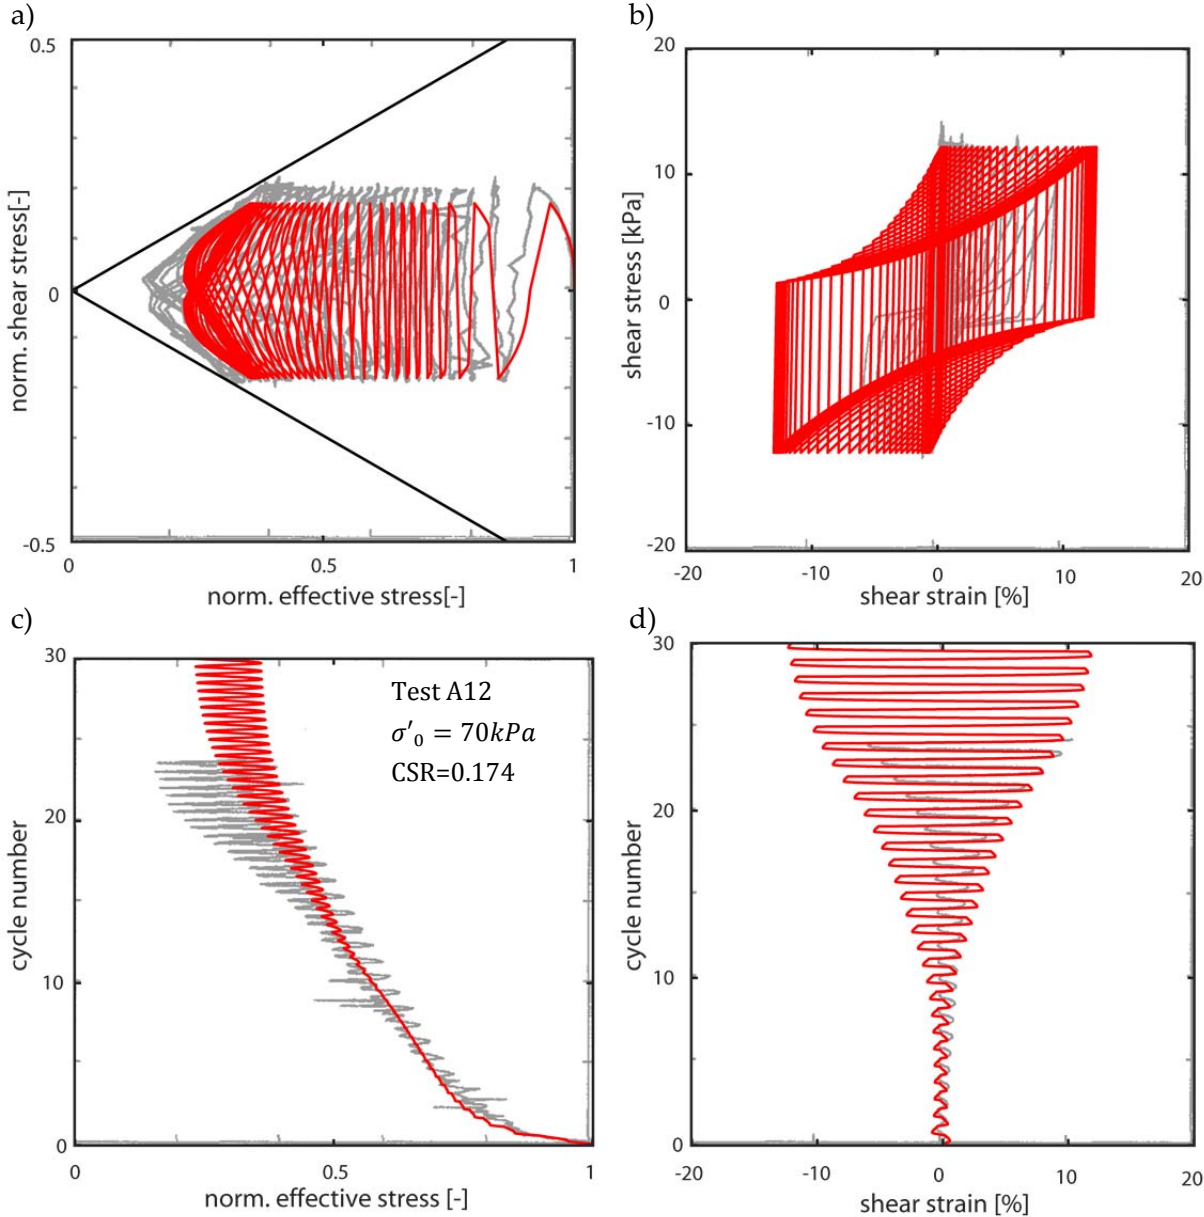 a)
0.5
0
-0.5
norm. shear stress[-]
0
0.5
1
norm. effective stress[-]
b)
20
10
0
-10
-20
shear stress [kPa]
-20
-10
0
10
20
shear strain [%]
c)
30
20
10
0
cycle number
Test A12
σ′₀ = 70kPa
CSR=0.174
0
0.5
1
norm. effective stress [-]
d)
30
20
10
0
cycle number
-20
-10
0
10
20
shear strain [%]